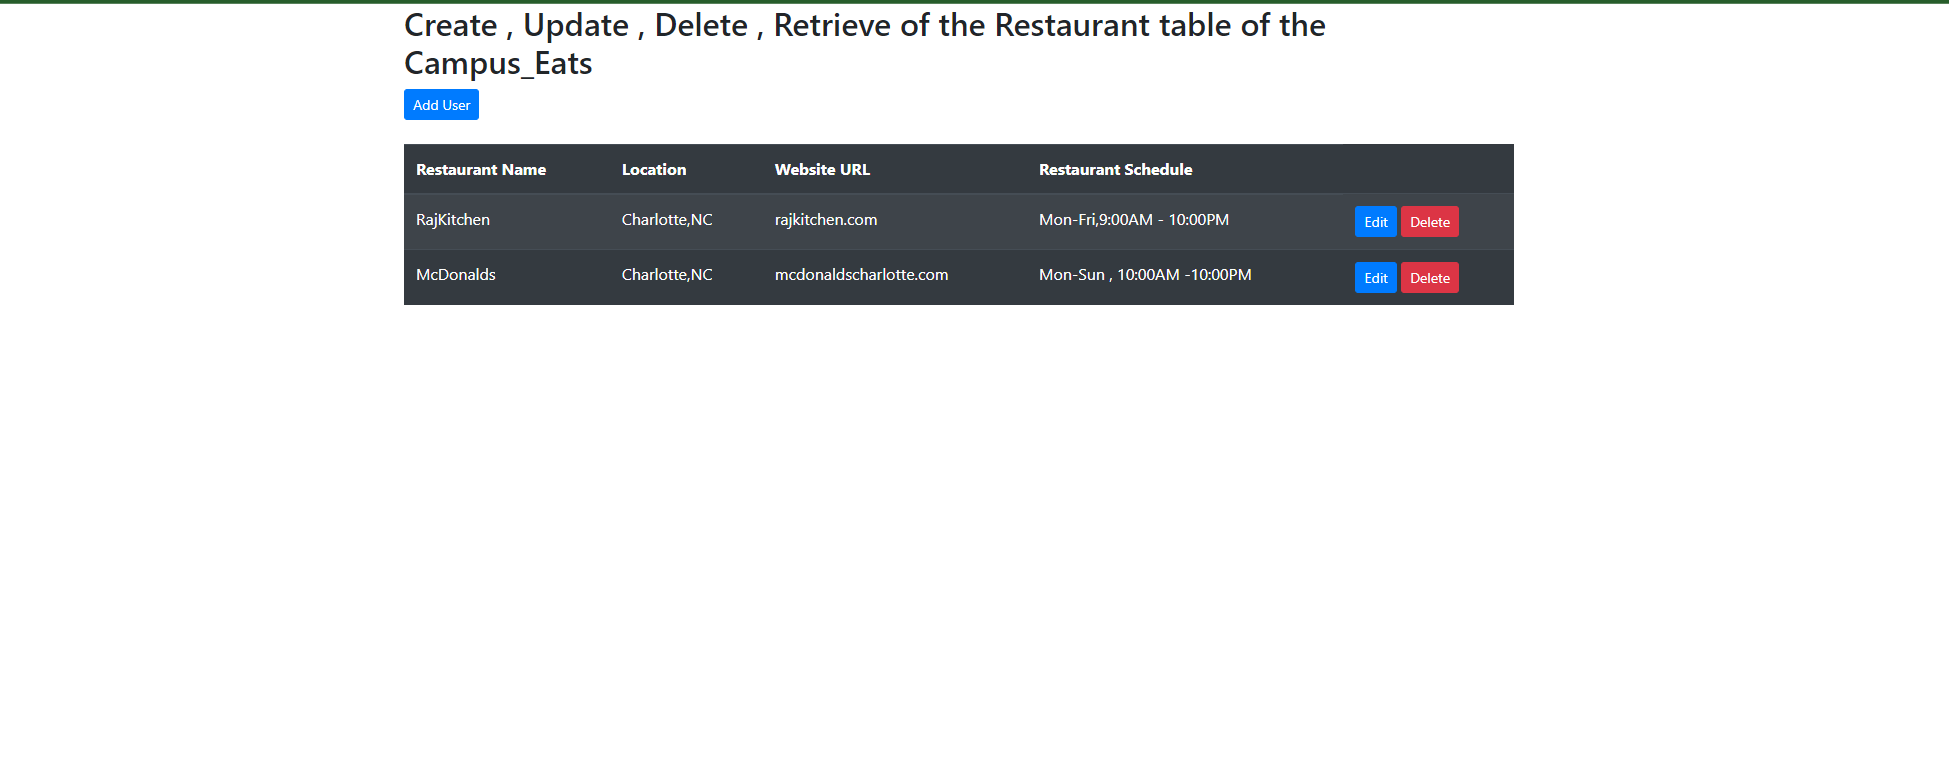 Create , Update , Delete , Retrieve of the Restaurant table of the
Campus_Eats
Add User
Restaurant Name Location Website URL Restaurant Schedule
RajKitchen Charlotte,NC rajkitchen.com Mon-Fri,9:00AM - 10:00PM Edit Delete
McDonalds Charlotte,NC mcdonaldscharlotte.com Mon-Sun , 10:00AM -10:00PM Edit Delete